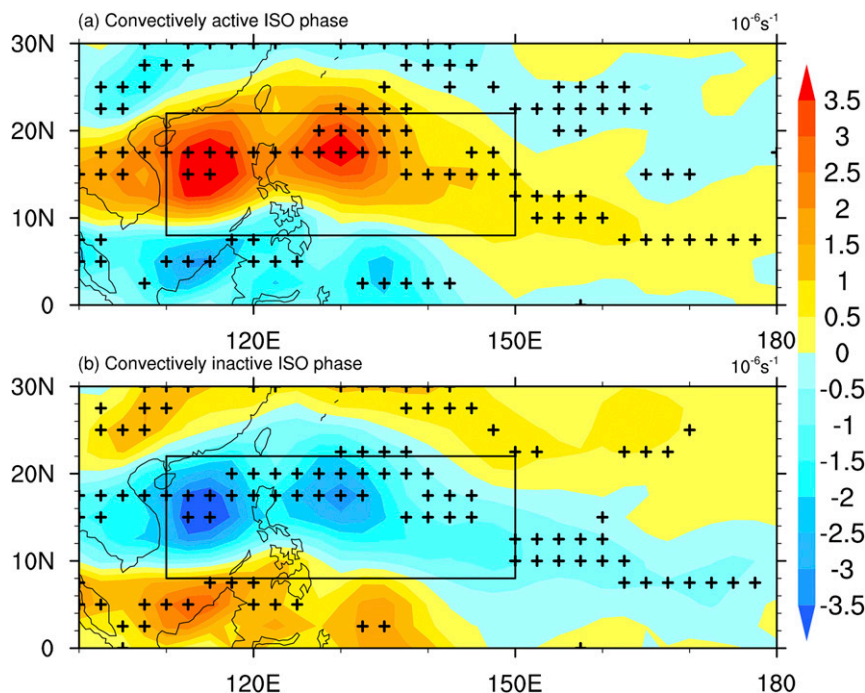 (a) Convectively active ISO phase 10⁻⁶s⁻¹
30N
20N
10N
0
120E 150E 180
(b) Convectively inactive ISO phase 10⁻⁶s⁻¹
30N
20N
10N
0
120E 150E 180
3.5
3
2.5
2
1.5
1
0.5
0
-0.5
-1
-1.5
-2
-2.5
-3
-3.5